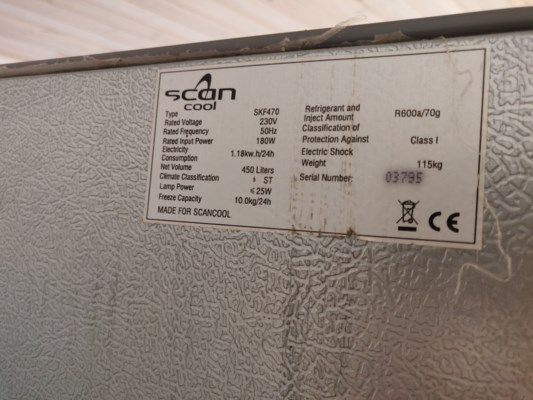 scan
cool
Type SKF470
Rated Voltage 230V
Rated Frequency 50Hz
Rated Input Power 180W
Electricity
Consumption 1.18kw.h/24h
Net Volume 450 Liters
Climate Classification ST
Lamp Power ≤25W
Freeze Capacity 10.0kg/24h
MADE FOR SCANCOOL
Refrigerant and
Inject Amount R600a/70g
Classification of
Protection Against Class I
Electric Shock
Weight 115kg
Serial Number: 03795
CE